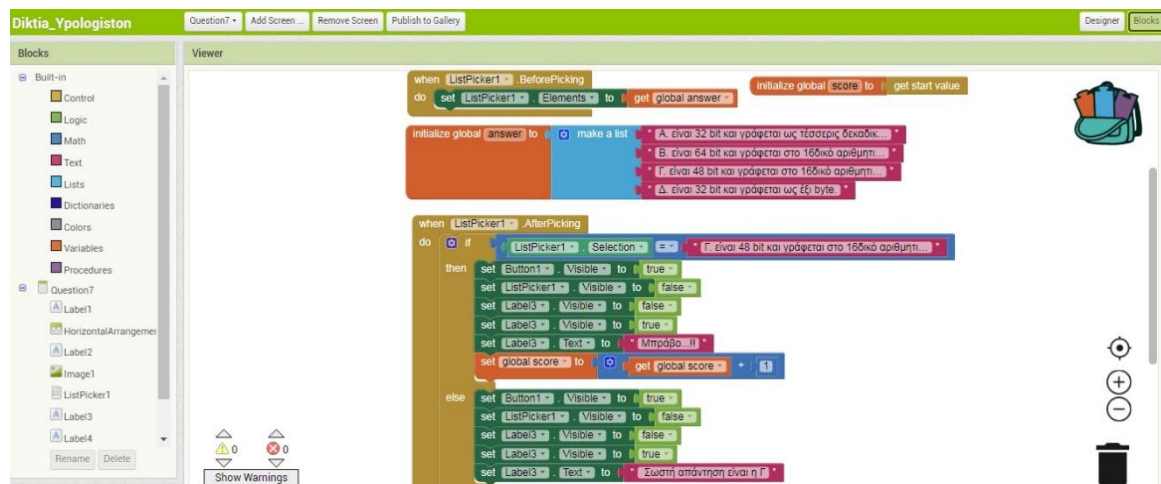 Diktia_Ypologiston
Question7 Add Screen ... Remove Screen Publish to Gallery Designer Blocks
Blocks
Viewer
Built-in
Control
Logic
Math
Text
Lists
Dictionaries
Colors
Variables
Procedures
Question7
Label1
HorizontalArrangemer
Label2
Image1
ListPicker1
Label3
Label4
Rename Delete
when ListPicker1 .BeforePicking
do set ListPicker1 . Elements to get global answer
initialize global score to get start value
initialize global answer to make a list " Α. είναι 32 bit και γράφεται ως τέσσερις δεκαδικ... "
" Β. είναι 64 bit και γράφεται στο 16δικό αριθμητι... "
" Γ. είναι 48 bit και γράφεται στο 16δικό αριθμητι... "
" Δ. είναι 32 bit και γράφεται ως έξι byte. "
when ListPicker1 .AfterPicking
do if ListPicker1 . Selection = " Γ. είναι 48 bit και γράφεται στο 16δικό αριθμητι... "
then set Button1 . Visible to true
set ListPicker1 . Visible to false
set Label3 . Visible to false
set Label3 . Visible to true
set Label3 . Text to " Μπράβο...!! "
set global score to get global score + 1
else set Button1 . Visible to true
set ListPicker1 . Visible to false
set Label3 . Visible to false
set Label3 . Visible to true
set Label3 . Text to " Σωστή απάντηση είναι η Γ "
0 0
Show Warnings